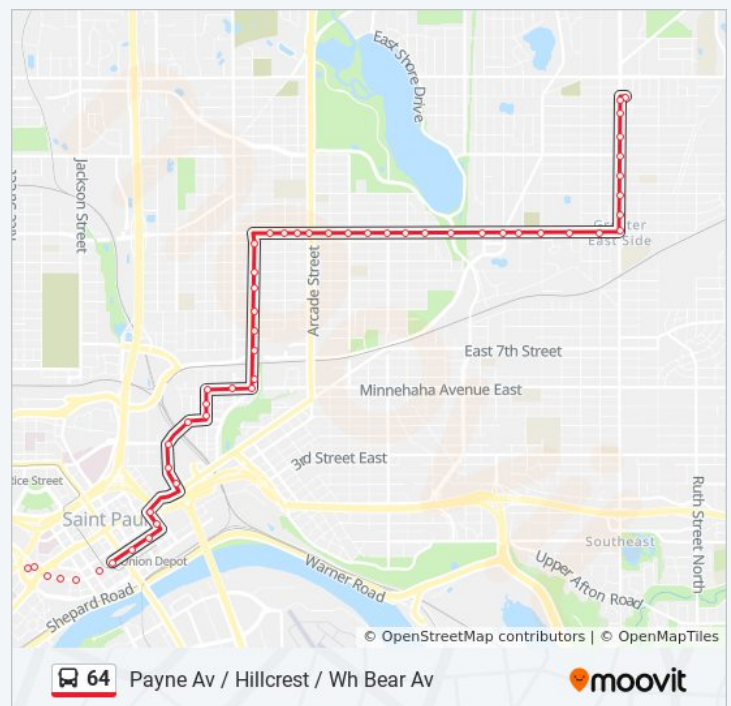 East Shore Drive
Jackson Street
Greater
East Side
Arcade Street
East 7th Street
Minnehaha Avenue East
3rd Street East
Ruth Street North
Saint Paul
Southeast
Union Depot
Warner Road
Upper Afton Road
Shepard Road
© OpenStreetMap contributors | © OpenMapTiles
64 Payne Av / Hillcrest / Wh Bear Av
moovit